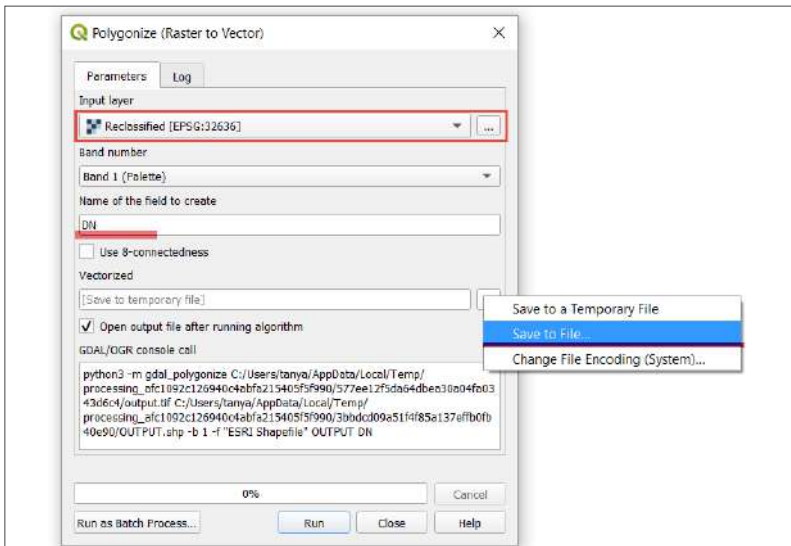 Polygonize (Raster to Vector)
Parameters Log
Input layer
Reclassified [EPSG:32636]
...
Band number
Band 1 (Palette)
Name of the field to create
DN
Use 8-connectedness
Vectorized
[Save to temporary file]
Save to a Temporary File
Save to File...
Change File Encoding (System)...
Open output file after running algorithm
GDAL/OGR console call
python3 -m gdal_polygonize C:/Users/tanya/AppData/Local/Temp/
processing_afc1092c126940c4abfa215405f5f990/577ee12f5da64dbea30a04fa03
43d6c4/output.tif C:/Users/tanya/AppData/Local/Temp/
processing_afc1092c126940c4abfa215405f5f990/3bbdcd09a51f4f85a137effb0fb
40e90/OUTPUT.shp -b 1 -f "ESRI Shapefile" OUTPUT DN
0%
Cancel
Run as Batch Process...
Run
Close
Help